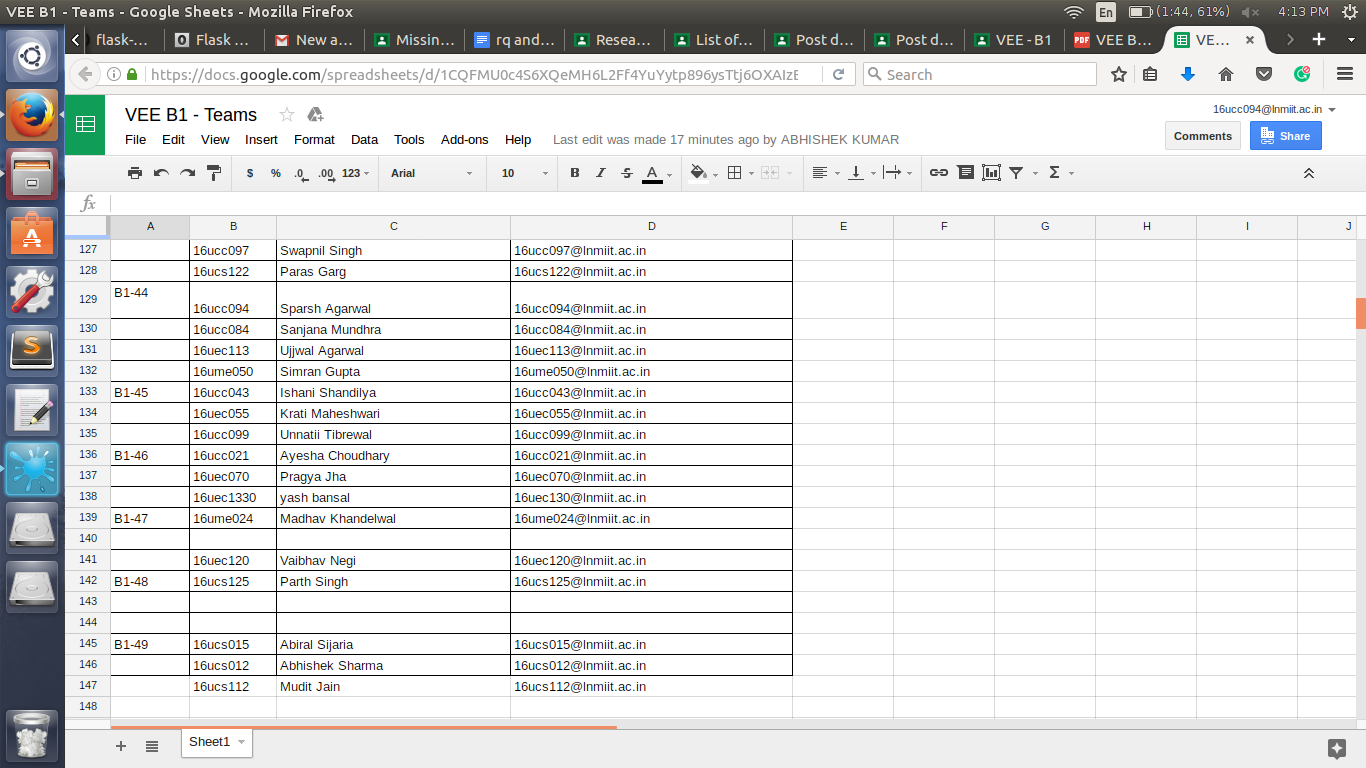 VEE B1 - Teams - Google Sheets - Mozilla Firefox En (1:44, 61%) 4:13 PM
flask-... Flask ... New a... Missin... rq and... Resea... List of... Post d... Post d... VEE - B1 VEE B... VE...
https://docs.google.com/spreadsheets/d/1CQFMU0c4S6XQeMH6L2Ff4YuYytp896ysTtj6OXAIzE Search
VEE B1 - Teams 16ucc094@lnmiit.ac.in
File Edit View Insert Format Data Tools Add-ons Help Last edit was made 17 minutes ago by ABHISHEK KUMAR Comments Share
$ % .0 .00 123 Arial 10 B I S A Σ
fx
A B C D E F G H I J
127 16ucc097 Swapnil Singh 16ucc097@lnmiit.ac.in
128 16ucs122 Paras Garg 16ucs122@lnmiit.ac.in
129 B1-44 16ucc094 Sparsh Agarwal 16ucc094@lnmiit.ac.in
130 16ucc084 Sanjana Mundhra 16ucc084@lnmiit.ac.in
131 16uec113 Ujjwal Agarwal 16uec113@lnmiit.ac.in
132 16ume050 Simran Gupta 16ume050@lnmiit.ac.in
133 B1-45 16ucc043 Ishani Shandilya 16ucc043@lnmiit.ac.in
134 16uec055 Krati Maheshwari 16uec055@lnmiit.ac.in
135 16ucc099 Unnatii Tibrewal 16ucc099@lnmiit.ac.in
136 B1-46 16ucc021 Ayesha Choudhary 16ucc021@lnmiit.ac.in
137 16uec070 Pragya Jha 16uec070@lnmiit.ac.in
138 16uec1330 yash bansal 16uec130@lnmiit.ac.in
139 B1-47 16ume024 Madhav Khandelwal 16ume024@lnmiit.ac.in
140
141 16uec120 Vaibhav Negi 16uec120@lnmiit.ac.in
142 B1-48 16ucs125 Parth Singh 16ucs125@lnmiit.ac.in
143
144
145 B1-49 16ucs015 Abiral Sijaria 16ucs015@lnmiit.ac.in
146 16ucs012 Abhishek Sharma 16ucs012@lnmiit.ac.in
147 16ucs112 Mudit Jain 16ucs112@lnmiit.ac.in
148
Sheet1